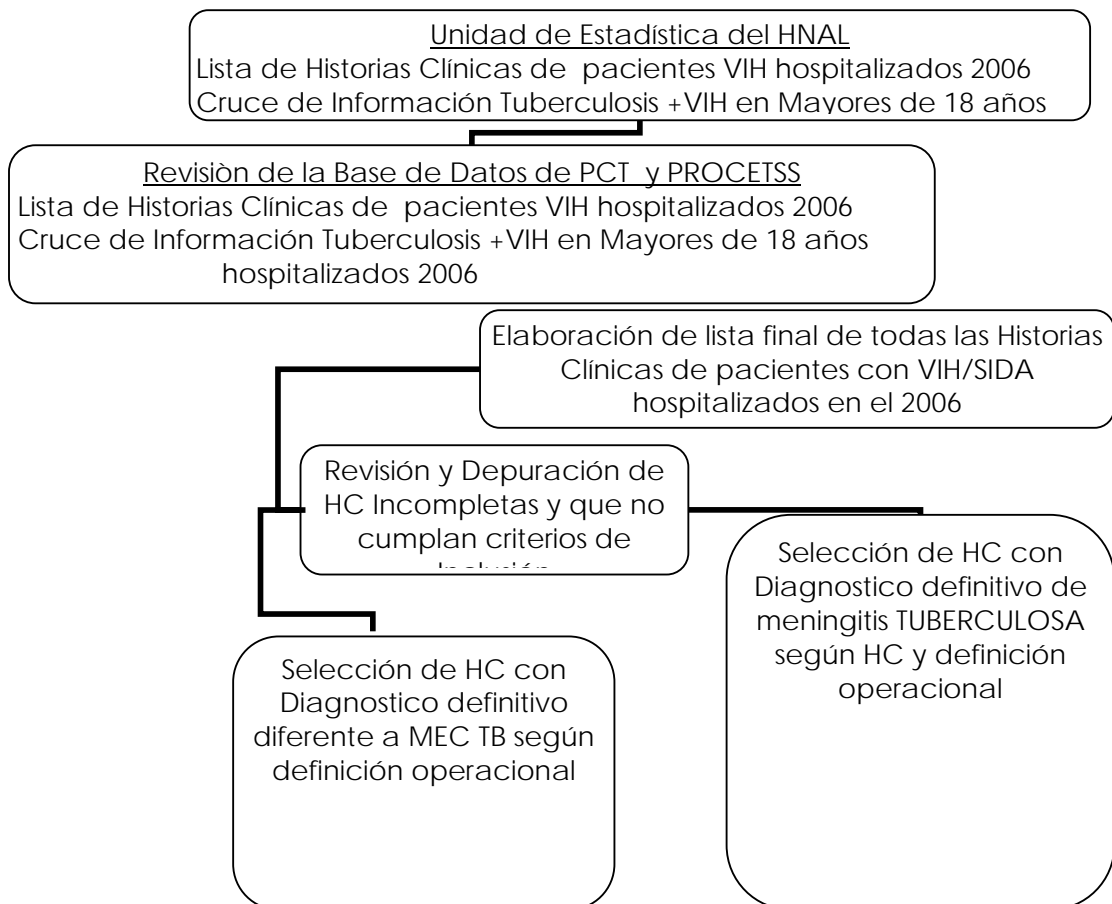 Unidad de Estadística del HNAL
Lista de Historias Clínicas de pacientes VIH hospitalizados 2006
Cruce de Información Tuberculosis +VIH en Mayores de 18 años
Revisiòn de la Base de Datos de PCT y PROCETSS
Lista de Historias Clínicas de pacientes VIH hospitalizados 2006
Cruce de Información Tuberculosis +VIH en Mayores de 18 años
hospitalizados 2006
Elaboración de lista final de todas las Historias
Clínicas de pacientes con VIH/SIDA
hospitalizados en el 2006
Revisión y Depuración de
HC Incompletas y que no
cumplan criterios de
Selección de HC con
Diagnostico definitivo de
meningitis TUBERCULOSA
según HC y definición
operacional
Selección de HC con
Diagnostico definitivo
diferente a MEC TB según
definición operacional